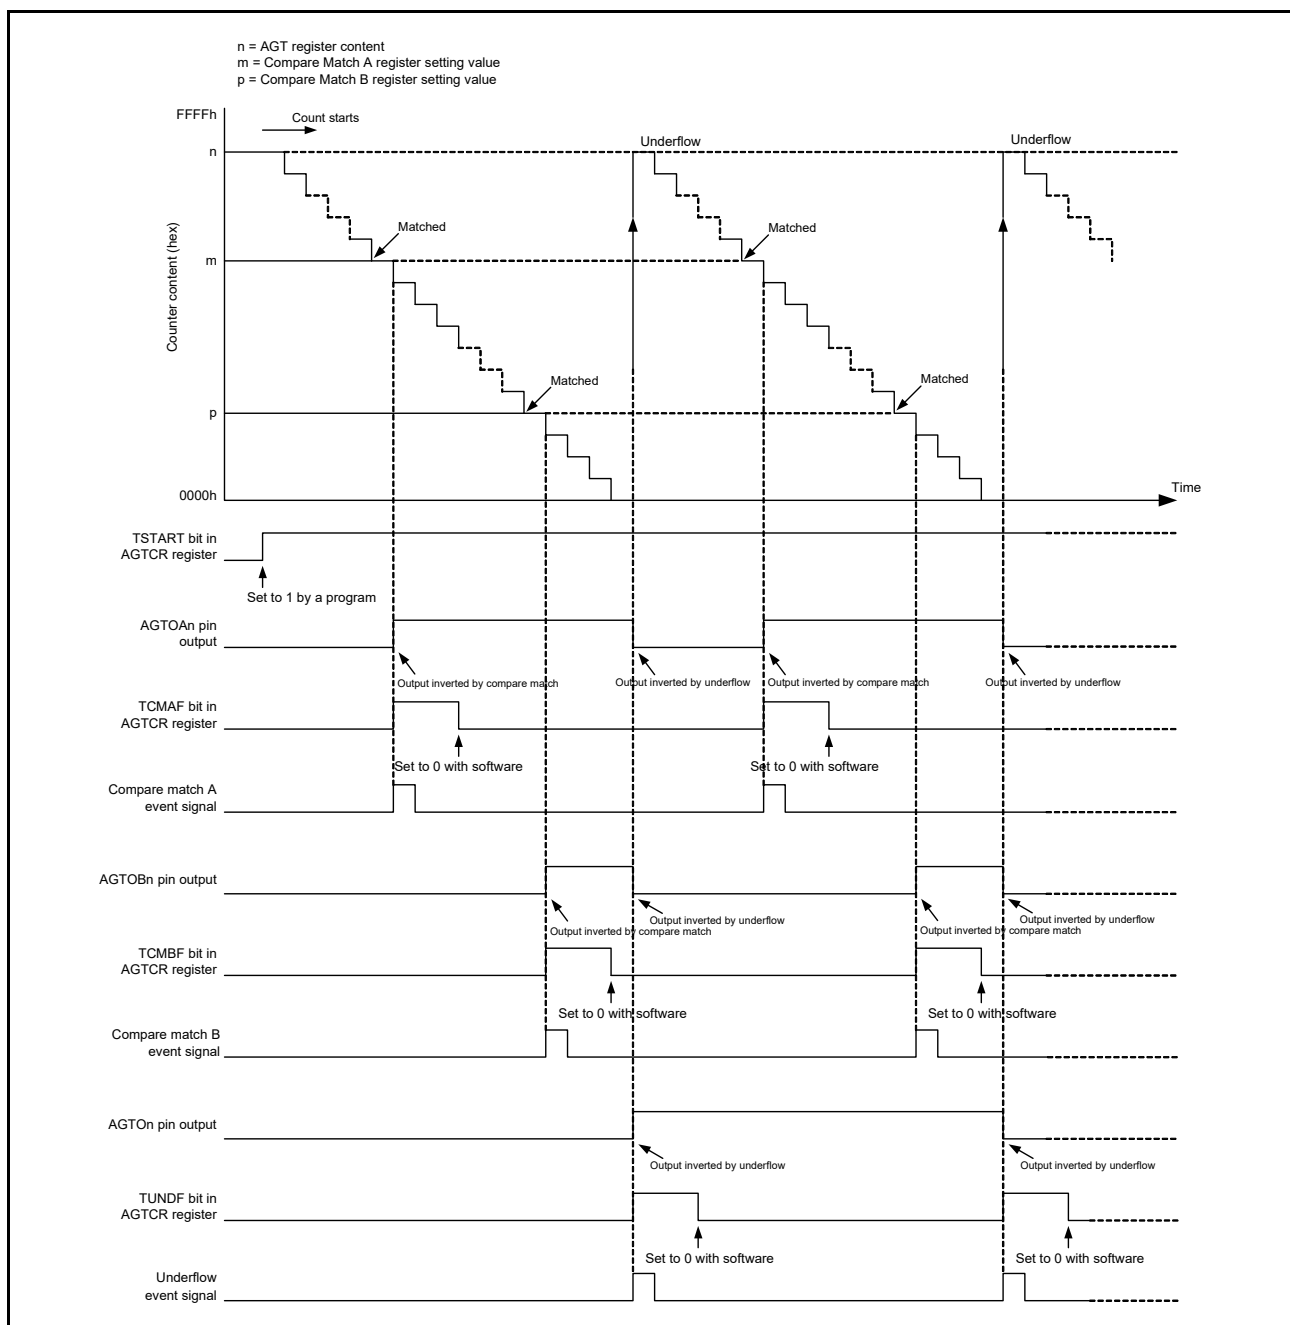 n = AGT register content
m = Compare Match A register setting value
p = Compare Match B register setting value
FFFFh
Count starts
Underflow
Underflow
n
Matched
Matched
Counter content (hex)
m
Matched
Matched
p
0000h
Time
TSTART bit in
AGTCR register
Set to 1 by a program
AGTOAn pin
output
Output inverted by compare match
Output inverted by underflow
Output inverted by compare match
Output inverted by underflow
TCMAF bit in
AGTCR register
Set to 0 with software
Set to 0 with software
Compare match A
event signal
AGTOBn pin output
Output inverted by underflow
Output inverted by underflow
Output inverted by compare match
Output inverted by compare match
TCMBF bit in
AGTCR register
Set to 0 with software
Set to 0 with software
Compare match B
event signal
AGTOn pin output
Output inverted by underflow
Output inverted by underflow
TUNDF bit in
AGTCR register
Set to 0 with software
Set to 0 with software
Underflow
event signal